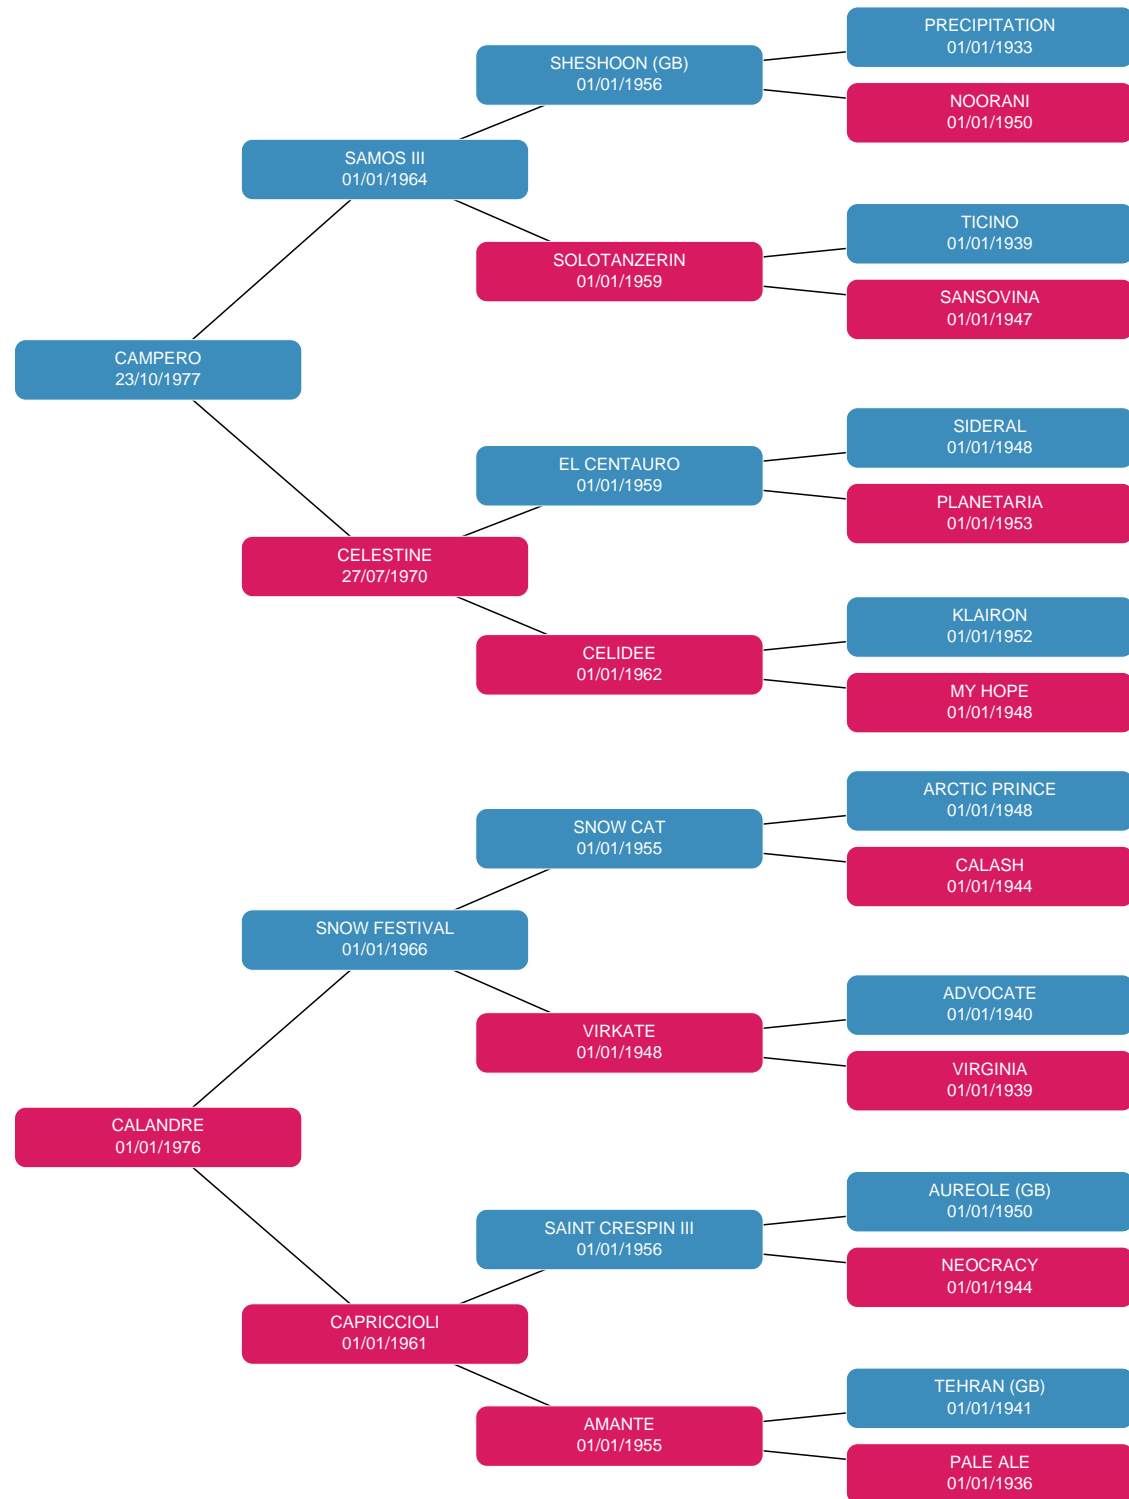 PRECIPITATION
01/01/1933
SHESHOON (GB)
01/01/1956
NOORANI
01/01/1950
SAMOS III
01/01/1964
TICINO
01/01/1939
SOLOTANZERIN
01/01/1959
SANSOVINA
01/01/1947
CAMPERO
23/10/1977
SIDERAL
01/01/1948
EL CENTAURO
01/01/1959
PLANETARIA
01/01/1953
CELESTINE
27/07/1970
KLAIRON
01/01/1952
CELIDEE
01/01/1962
MY HOPE
01/01/1948
ARCTIC PRINCE
01/01/1948
SNOW CAT
01/01/1955
CALASH
01/01/1944
SNOW FESTIVAL
01/01/1966
ADVOCATE
01/01/1940
VIRKATE
01/01/1948
VIRGINIA
01/01/1939
CALANDRE
01/01/1976
AUREOLE (GB)
01/01/1950
SAINT CRESPIN III
01/01/1956
NEOCRACY
01/01/1944
CAPRICCIOLI
01/01/1961
TEHRAN (GB)
01/01/1941
AMANTE
01/01/1955
PALE ALE
01/01/1936